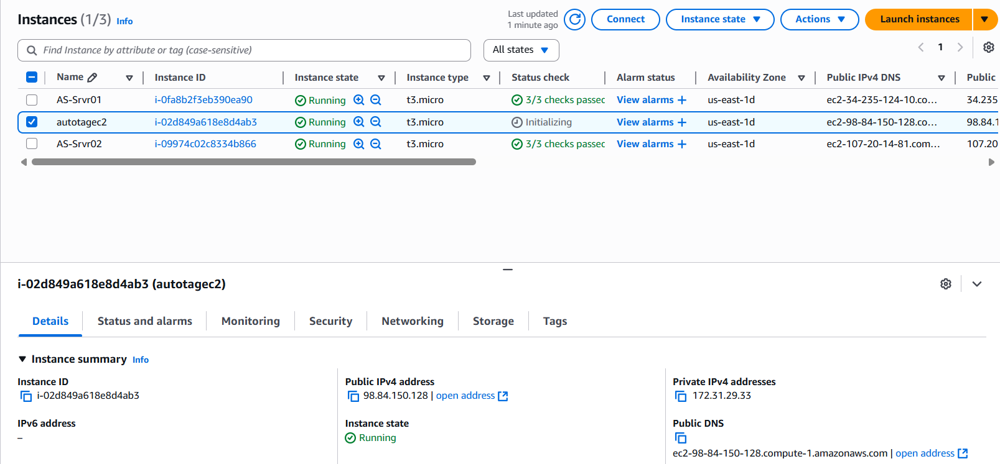 Instances (1/3) Info
Last updated
1 minute ago
Connect
Instance state
Actions
Launch instances
Find Instance by attribute or tag (case-sensitive)
All states
1
Name Instance ID Instance state Instance type Status check Alarm status Availability Zone Public IPv4 DNS Public
AS-Srvr01 i-0fa8b2f3eb390ea90 Running t3.micro 3/3 checks passed View alarms + us-east-1d ec2-34-235-124-10.co... 34.235
autotagec2 i-02d849a618e8d4ab3 Running t3.micro Initializing View alarms + us-east-1d ec2-98-84-150-128.co... 98.84.1
AS-Srvr02 i-09974c02c8334b866 Running t3.micro 3/3 checks passed View alarms + us-east-1d ec2-107-20-14-81.com... 107.20
i-02d849a618e8d4ab3 (autotagec2)
Details Status and alarms Monitoring Security Networking Storage Tags
Instance summary Info
Instance ID
i-02d849a618e8d4ab3
Public IPv4 address
98.84.150.128 | open address
Private IPv4 addresses
172.31.29.33
IPv6 address
–
Instance state
Running
Public DNS
ec2-98-84-150-128.compute-1.amazonaws.com | open address